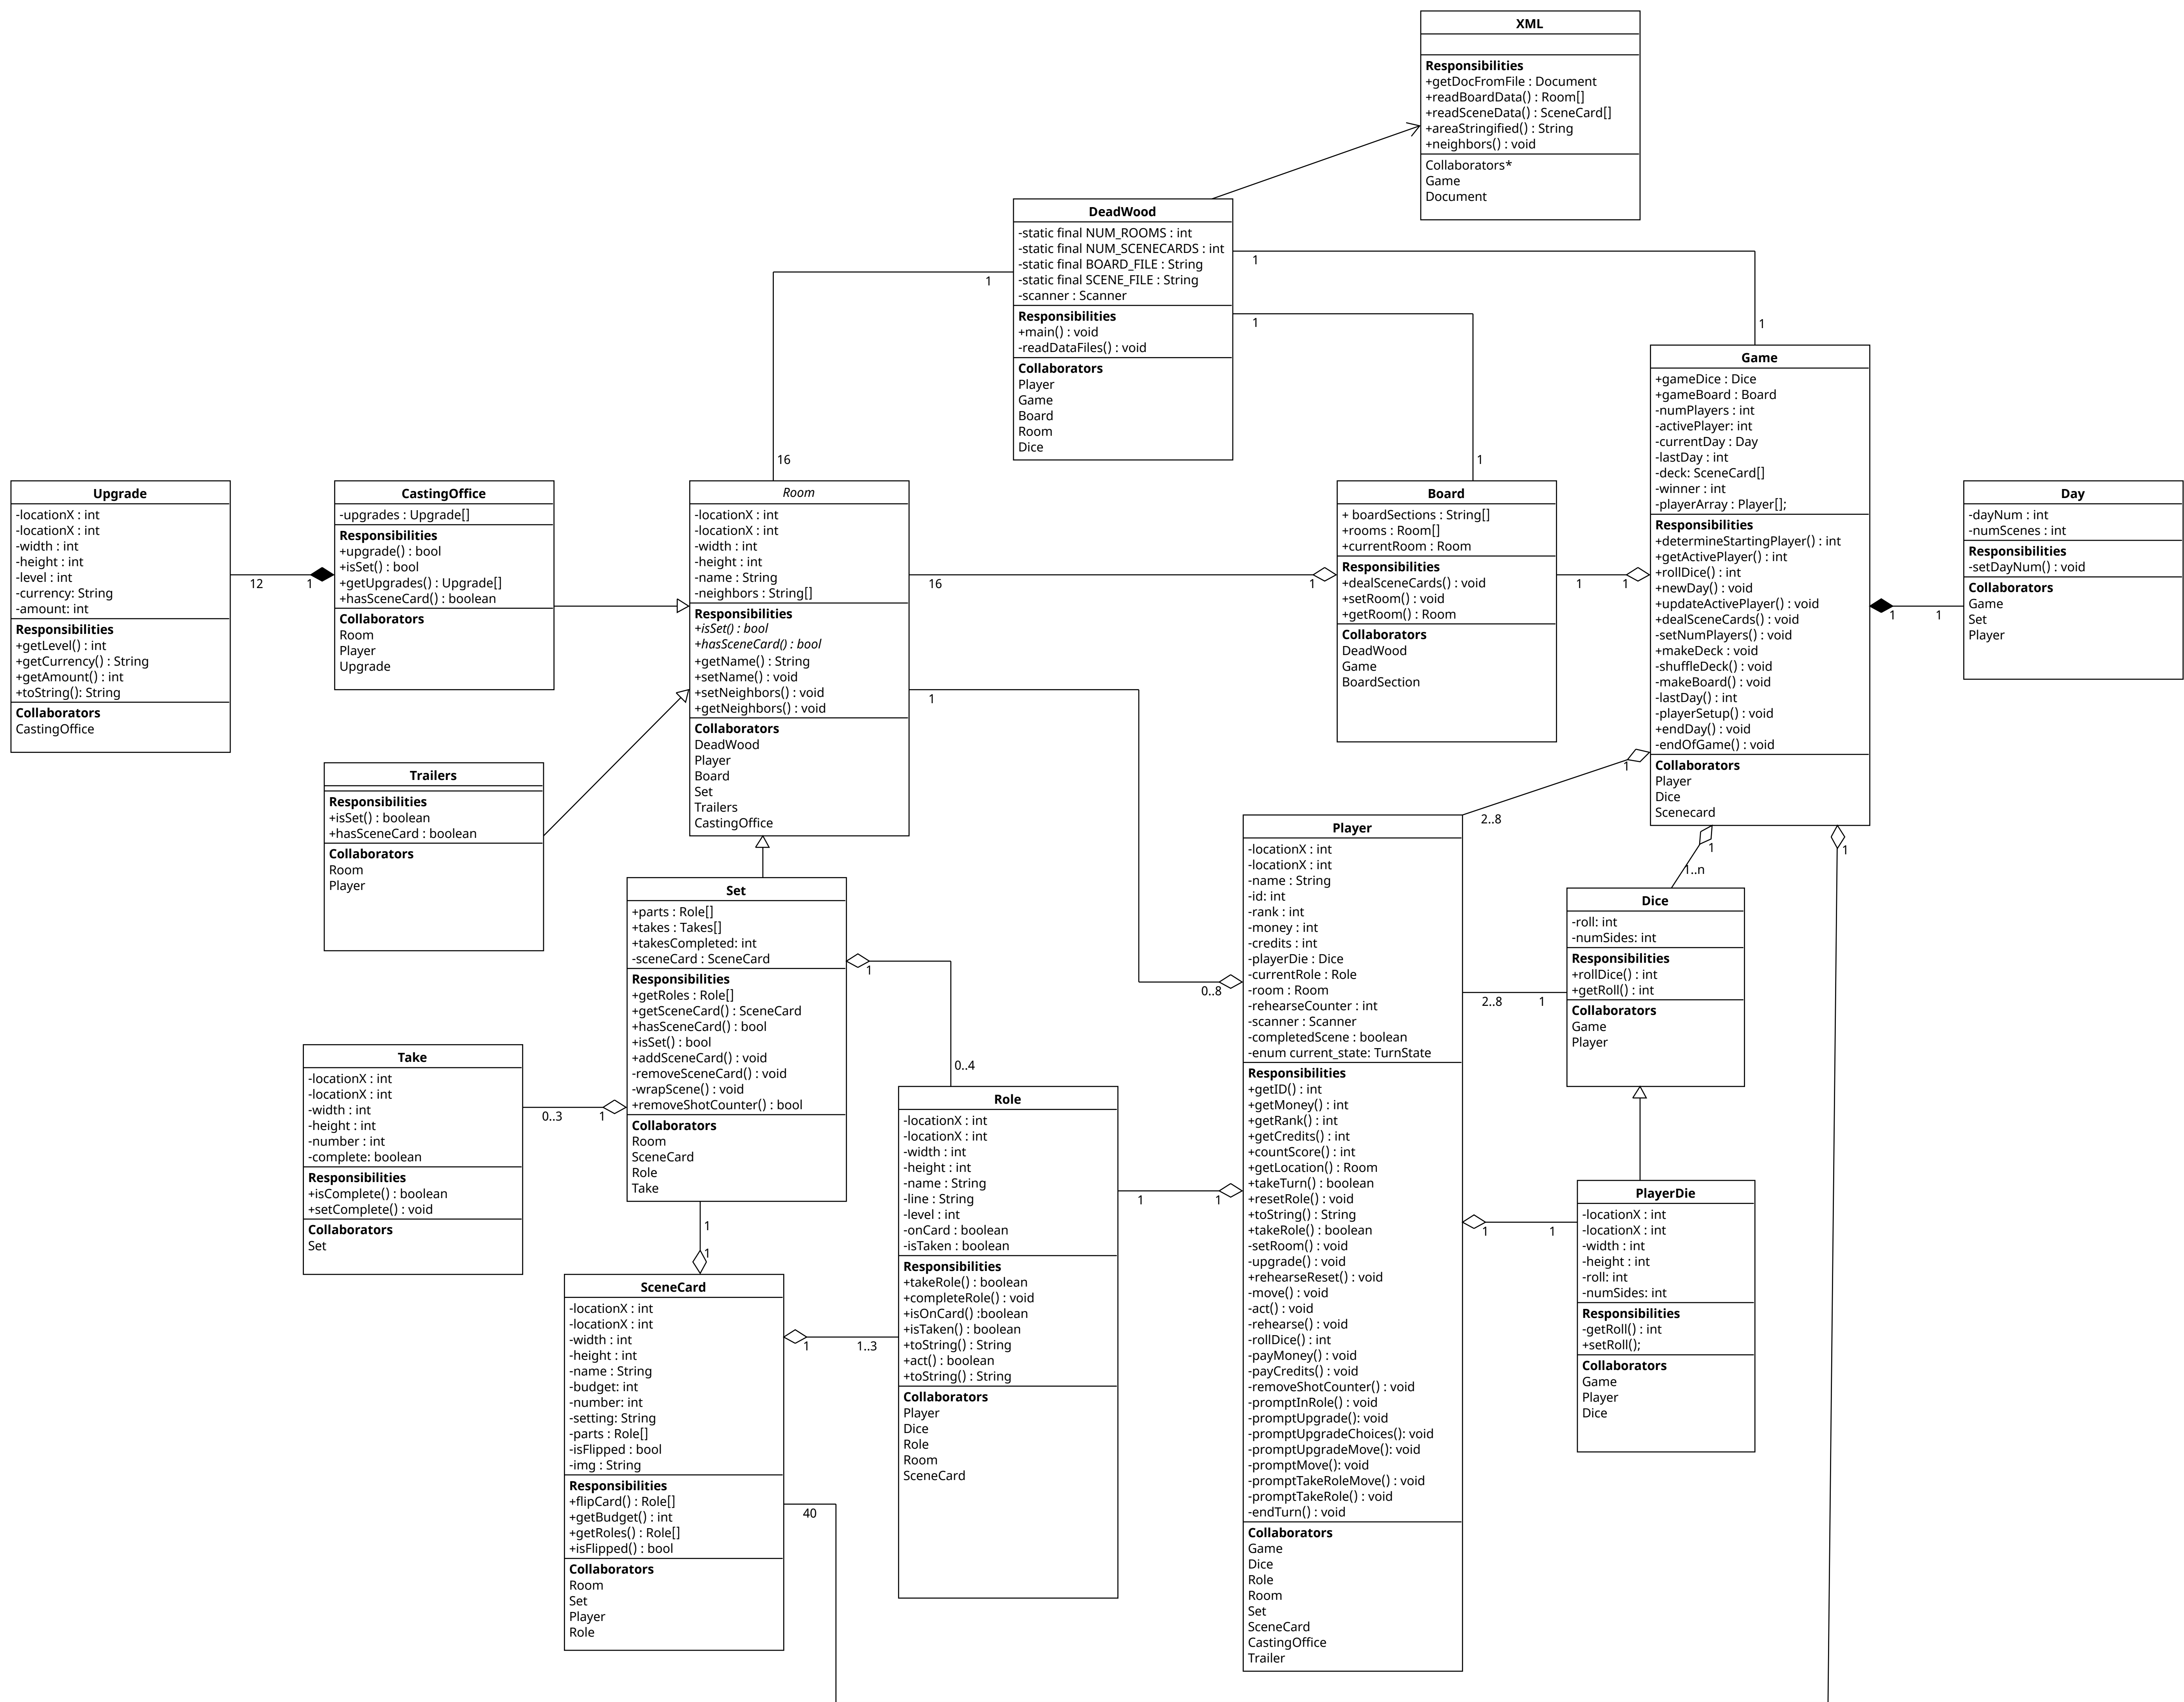 XML
Responsibilities
+getDocFromFile : Document
+readBoardData() : Room[]
+readSceneData() : SceneCard[]
+areaStringified() : String
+neighbors() : void
Collaborators*
Game
Document
DeadWood
-static final NUM_ROOMS : int
-static final NUM_SCENECARDS : int
-static final BOARD_FILE : String
-static final SCENE_FILE : String
-scanner : Scanner
Responsibilities
+main() : void
-readDataFiles() : void
Collaborators
Player
Game
Board
Room
Dice
1
1
1
16
1
1
Game
+gameDice : Dice
+gameBoard : Board
-numPlayers : int
-activePlayer: int
-currentDay : Day
-lastDay : int
-deck: SceneCard[]
-winner : int
-playerArray : Player[];
Responsibilities
+determineStartingPlayer() : int
+getActivePlayer() : int
+rollDice() : int
+newDay() : void
+updateActivePlayer() : void
+dealSceneCards() : void
-setNumPlayers() : void
+makeDeck : void
-shuffleDeck() : void
-makeBoard() : void
-lastDay() : int
-playerSetup() : void
+endDay() : void
-endOfGame() : void
Collaborators
Player
Dice
Scenecard
Upgrade
-locationX : int
-locationX : int
-width : int
-height : int
-level : int
-currency: String
-amount: int
Responsibilities
+getLevel() : int
+getCurrency() : String
+getAmount() : int
+toString(): String
Collaborators
CastingOffice
12
1
CastingOffice
-upgrades : Upgrade[]
Responsibilities
+upgrade() : bool
+isSet() : bool
+getUpgrades() : Upgrade[]
+hasSceneCard() : boolean
Collaborators
Room
Player
Upgrade
Room
-locationX : int
-locationX : int
-width : int
-height : int
-name : String
-neighbors : String[]
Responsibilities
+isSet() : bool
+hasSceneCard() : bool
+getName() : String
+setName() : void
+setNeighbors() : void
+getNeighbors() : void
Collaborators
DeadWood
Player
Board
Set
Trailers
CastingOffice
16
1
1
Board
+ boardSections : String[]
+rooms : Room[]
+currentRoom : Room
Responsibilities
+dealSceneCards() : void
+setRoom() : void
+getRoom() : Room
Collaborators
DeadWood
Game
BoardSection
1
1
Day
-dayNum : int
-numScenes : int
Responsibilities
-setDayNum() : void
Collaborators
Game
Set
Player
1
1
Trailers
Responsibilities
+isSet() : boolean
+hasSceneCard : boolean
Collaborators
Room
Player
1
2..8
1
1..n
1
Set
+parts : Role[]
+takes : Takes[]
+takesCompleted: int
-sceneCard : SceneCard
Responsibilities
+getRoles : Role[]
+getSceneCard() : SceneCard
+hasSceneCard() : bool
+isSet() : bool
+addSceneCard() : void
-removeSceneCard() : void
-wrapScene() : void
+removeShotCounter() : bool
Collaborators
Room
SceneCard
Role
Take
1
0..4
Player
-locationX : int
-locationX : int
-name : String
-id: int
-rank : int
-money : int
-credits : int
-playerDie : Dice
-currentRole : Role
-room : Room
-rehearseCounter : int
-scanner : Scanner
-completedScene : boolean
-enum current_state: TurnState
Responsibilities
+getID() : int
+getMoney() : int
+getRank() : int
+getCredits() : int
+countScore() : int
+getLocation() : Room
+takeTurn() : boolean
+resetRole() : void
+toString() : String
+takeRole() : boolean
-setRoom() : void
-upgrade() : void
+rehearseReset() : void
-move() : void
-act() : void
-rehearse() : void
-rollDice() : int
-payMoney() : void
-payCredits() : void
-removeShotCounter() : void
-promptInRole() : void
-promptUpgrade(): void
-promptUpgradeChoices(): void
-promptUpgradeMove(): void
-promptMove(): void
-promptTakeRoleMove() : void
-promptTakeRole() : void
-endTurn() : void
Collaborators
Game
Dice
Role
Room
Set
SceneCard
CastingOffice
Trailer
0..8
2..8
1
Dice
-roll: int
-numSides: int
Responsibilities
+rollDice() : int
+getRoll() : int
Collaborators
Game
Player
Take
-locationX : int
-locationX : int
-width : int
-height : int
-number : int
-complete: boolean
Responsibilities
+isComplete() : boolean
+setComplete() : void
Collaborators
Set
0..3
1
Role
-locationX : int
-locationX : int
-width : int
-height : int
-name : String
-line : String
-level : int
-onCard : boolean
-isTaken : boolean
Responsibilities
+takeRole() : boolean
+completeRole() : void
+isOnCard() :boolean
+isTaken() : boolean
+toString() : String
+act() : boolean
+toString() : String
Collaborators
Player
Dice
Role
Room
SceneCard
1
1
1
1
PlayerDie
-locationX : int
-locationX : int
-width : int
-height : int
-roll: int
-numSides: int
Responsibilities
-getRoll() : int
+setRoll();
Collaborators
Game
Player
Dice
1
1
SceneCard
-locationX : int
-locationX : int
-width : int
-height : int
-name : String
-budget: int
-number: int
-setting: String
-parts : Role[]
-isFlipped : bool
-img : String
Responsibilities
+flipCard() : Role[]
+getBudget() : int
+getRoles() : Role[]
+isFlipped() : bool
Collaborators
Room
Set
Player
Role
1
1..3
40